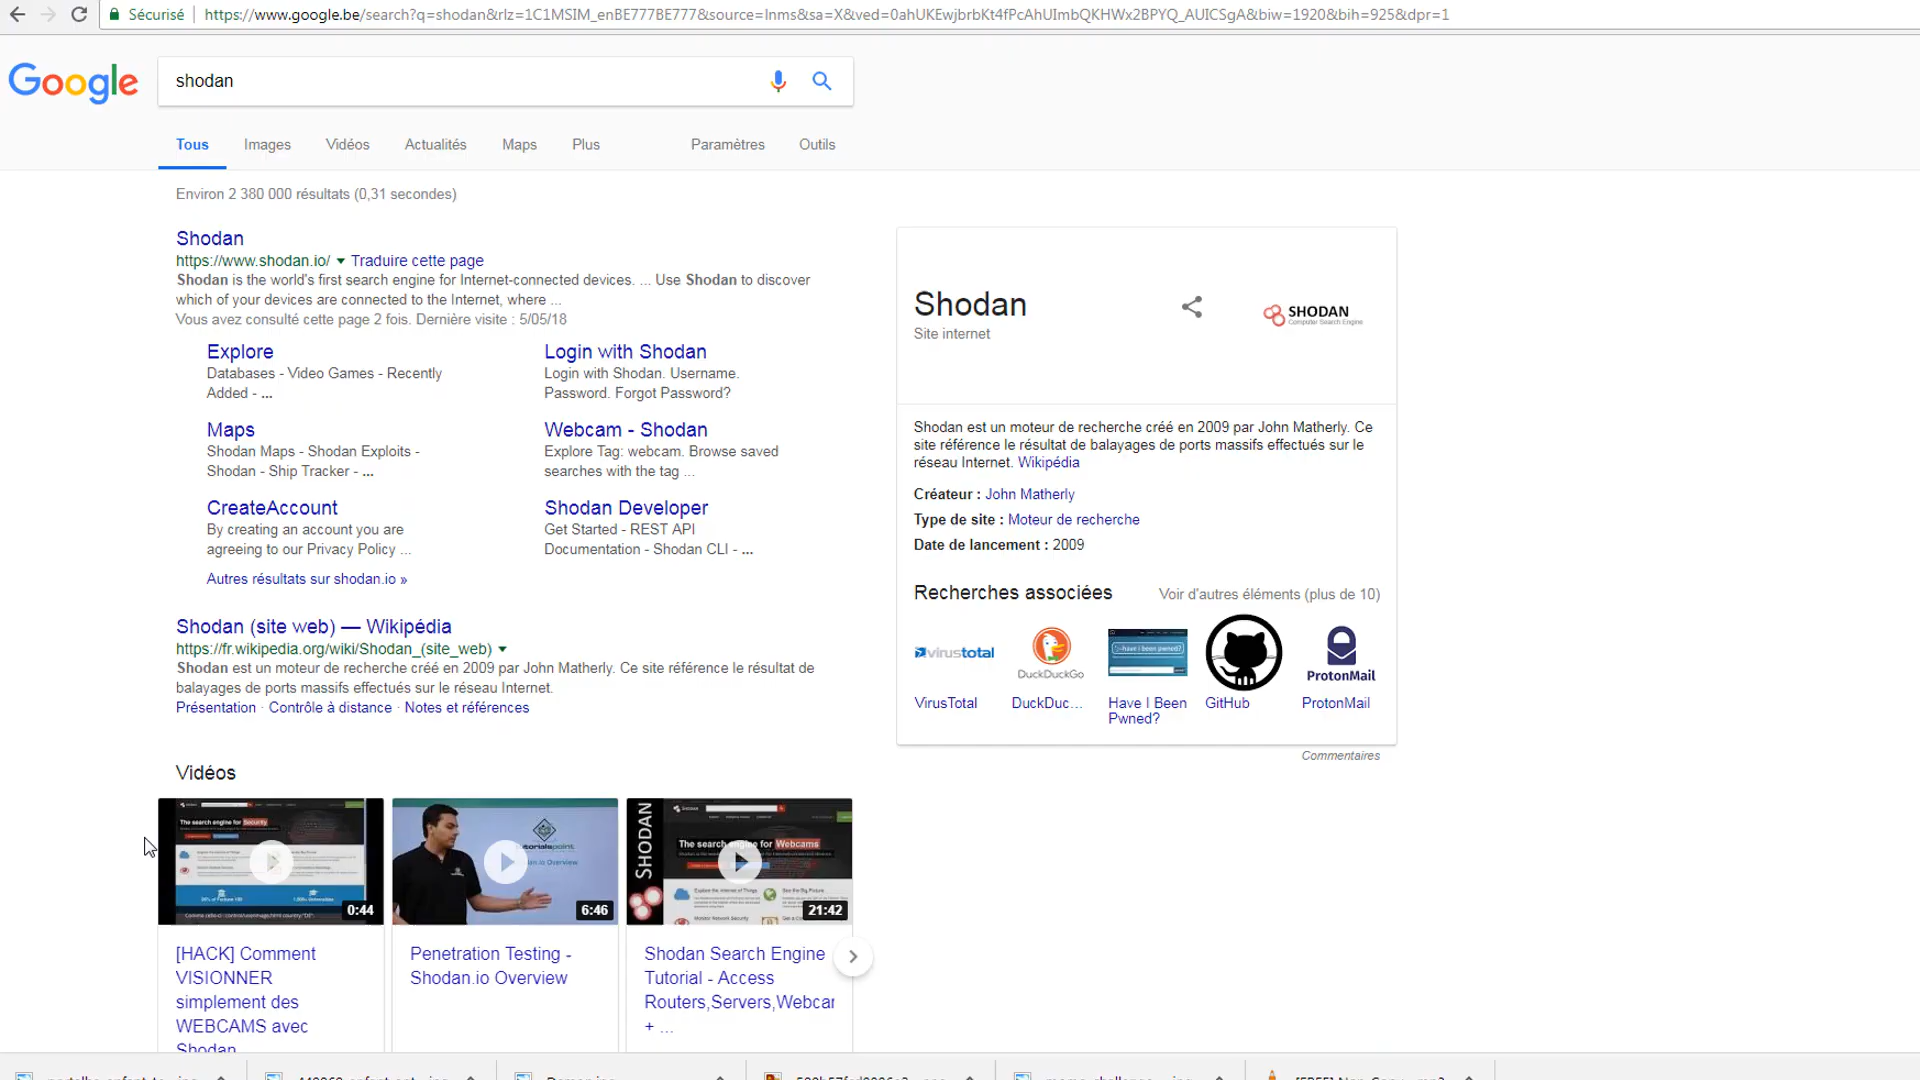 Sécurisé
https://www.google.be/search?q=shodan&rlz=1C1MSIM_enBE777BE777&source=lnms&sa=X&ved=0ahUKEwjbrbKt4fPcAhUImbQKHWx2BPYQ_AUICSgA&biw=1920&bih=925&dpr=1
Google
shodan
Tous
Images
Vidéos
Actualités
Maps
Plus
Paramètres
Outils
Environ 2 380 000 résultats (0,31 secondes)
Shodan
https://www.shodan.io/ Traduire cette page
Shodan is the world's first search engine for Internet-connected devices. ... Use Shodan to discover
which of your devices are connected to the Internet, where ...
Vous avez consulté cette page 2 fois. Dernière visite : 5/05/18
Explore
Databases - Video Games - Recently
Added - ...
Login with Shodan
Login with Shodan. Username.
Password. Forgot Password?
Maps
Shodan Maps - Shodan Exploits -
Shodan - Ship Tracker - ...
Webcam - Shodan
Explore Tag: webcam. Browse saved
searches with the tag ...
CreateAccount
By creating an account you are
agreeing to our Privacy Policy ...
Shodan Developer
Get Started - REST API
Documentation - Shodan CLI - ...
Autres résultats sur shodan.io »
Shodan (site web) — Wikipédia
https://fr.wikipedia.org/wiki/Shodan_(site_web)
Shodan est un moteur de recherche créé en 2009 par John Matherly. Ce site référence le résultat de
balayages de ports massifs effectués sur le réseau Internet.
Présentation · Contrôle à distance · Notes et références
Vidéos
The search engine for Security
0:44
tutorialspoint
6:46
SHODAN
The search engine for Webcams
21:42
[HACK] Comment
VISIONNER
simplement des
WEBCAMS avec
Shodan
Penetration Testing -
Shodan.io Overview
Shodan Search Engine
Tutorial - Access
Routers,Servers,Webcar
+ ...
Shodan
Site internet
SHODAN
Computer Search Engine
Shodan est un moteur de recherche créé en 2009 par John Matherly. Ce
site référence le résultat de balayages de ports massifs effectués sur le
réseau Internet. Wikipédia
Créateur : John Matherly
Type de site : Moteur de recherche
Date de lancement : 2009
Recherches associées
Voir d'autres éléments (plus de 10)
virustotal
DuckDuckGo
';--have i been pwned?
ProtonMail
VirusTotal
DuckDuc...
Have I Been
Pwned?
GitHub
ProtonMail
Commentaires